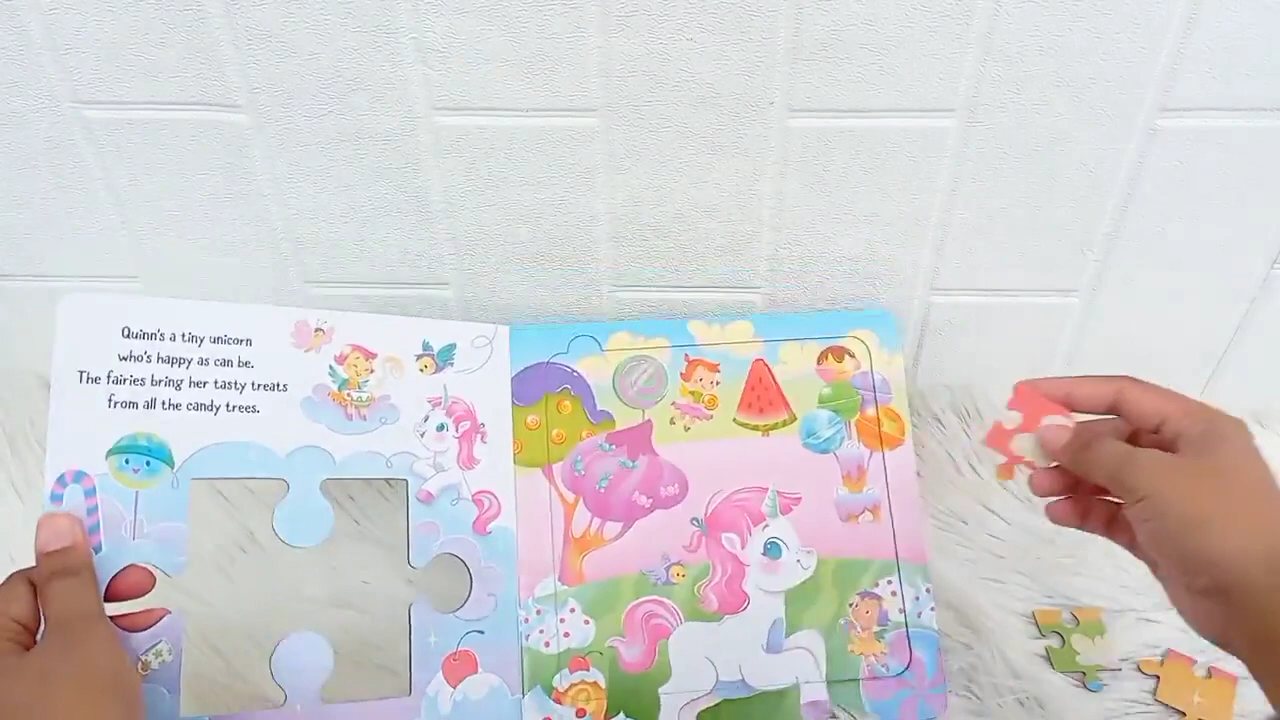 Quinn's a tiny unicorn
who's happy as can be.
The fairies bring her tasty treats
from all the candy trees.